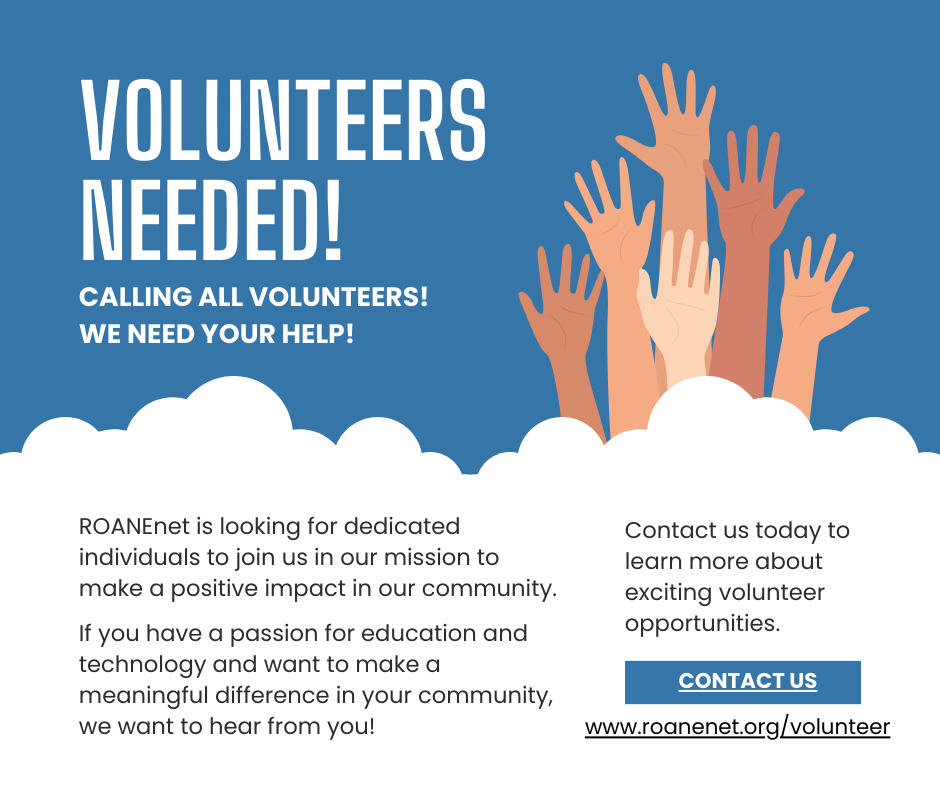 VOLUNTEERS
NEEDED!
CALLING ALL VOLUNTEERS!
WE NEED YOUR HELP!
ROANEnet is looking for dedicated
individuals to join us in our mission to
make a positive impact in our community.
If you have a passion for education and
technology and want to make a
meaningful difference in your community,
we want to hear from you!
Contact us today to
learn more about
exciting volunteer
opportunities.
CONTACT US
www.roanenet.org/volunteer